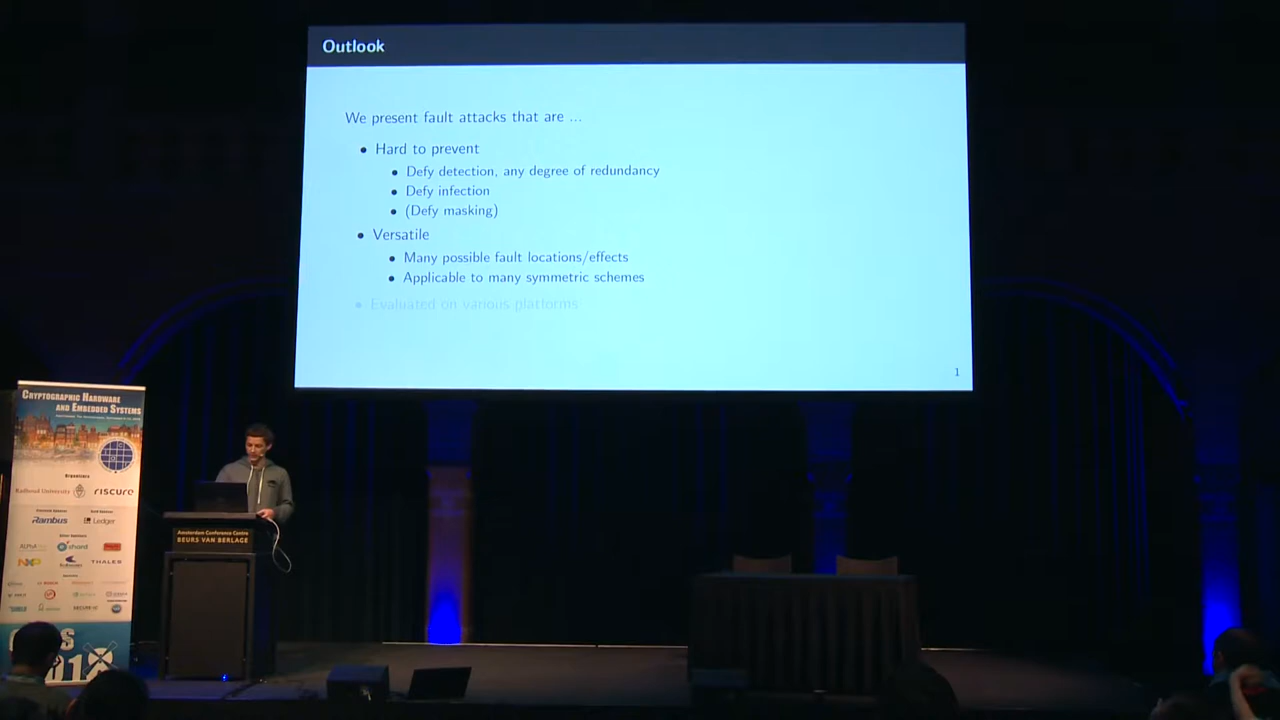 Outlook
We present fault attacks that are ...
• Hard to prevent
• Defy detection, any degree of redundancy
• Defy infection
• (Defy masking)
• Versatile
• Many possible fault locations/effects
• Applicable to many symmetric schemes
• Evaluated on various platforms
1
Cryptographic Hardware
and Embedded Systems
Organizers
Radboud University
riscure
Rambus
Ledger
NXP
THALES
Amsterdam Conference Centre
BEURS VAN BERLAGE